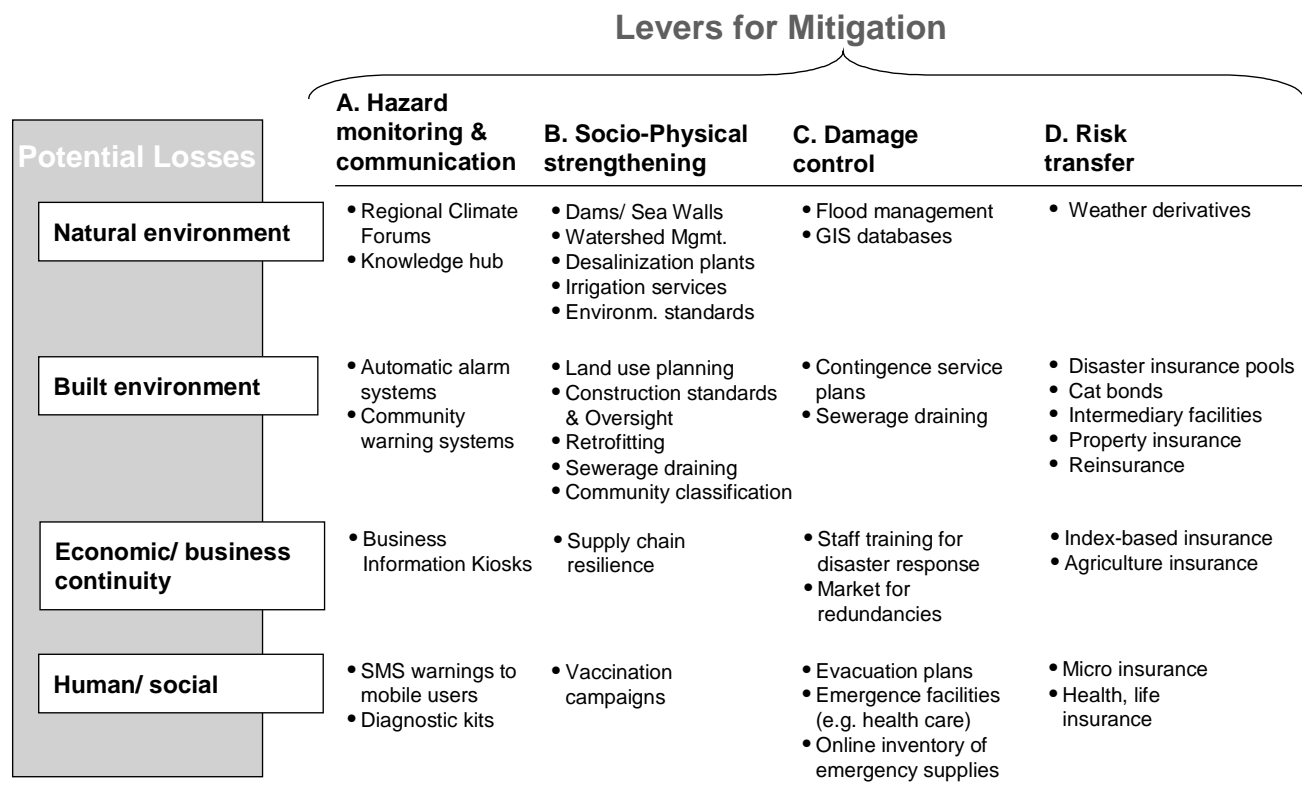 Levers for Mitigation
Potential Losses
A. Hazard
monitoring &
communication
B. Socio-Physical
strengthening
C. Damage
control
D. Risk
transfer
Natural environment
• Regional Climate
Forums
• Knowledge hub
• Dams/ Sea Walls
• Watershed Mgmt.
• Desalinization plants
• Irrigation services
• Environm. standards
• Flood management
• GIS databases
• Weather derivatives
Built environment
• Automatic alarm
systems
• Community
warning systems
• Land use planning
• Construction standards
& Oversight
• Retrofitting
• Sewerage draining
• Community classification
• Contingence service
plans
• Sewerage draining
• Disaster insurance pools
• Cat bonds
• Intermediary facilities
• Property insurance
• Reinsurance
Economic/ business
continuity
• Business
Information Kiosks
• Supply chain
resilience
• Staff training for
disaster response
• Market for
redundancies
• Index-based insurance
• Agriculture insurance
Human/ social
• SMS warnings to
mobile users
• Diagnostic kits
• Vaccination
campaigns
• Evacuation plans
• Emergence facilities
(e.g. health care)
• Online inventory of
emergency supplies
• Micro insurance
• Health, life
insurance